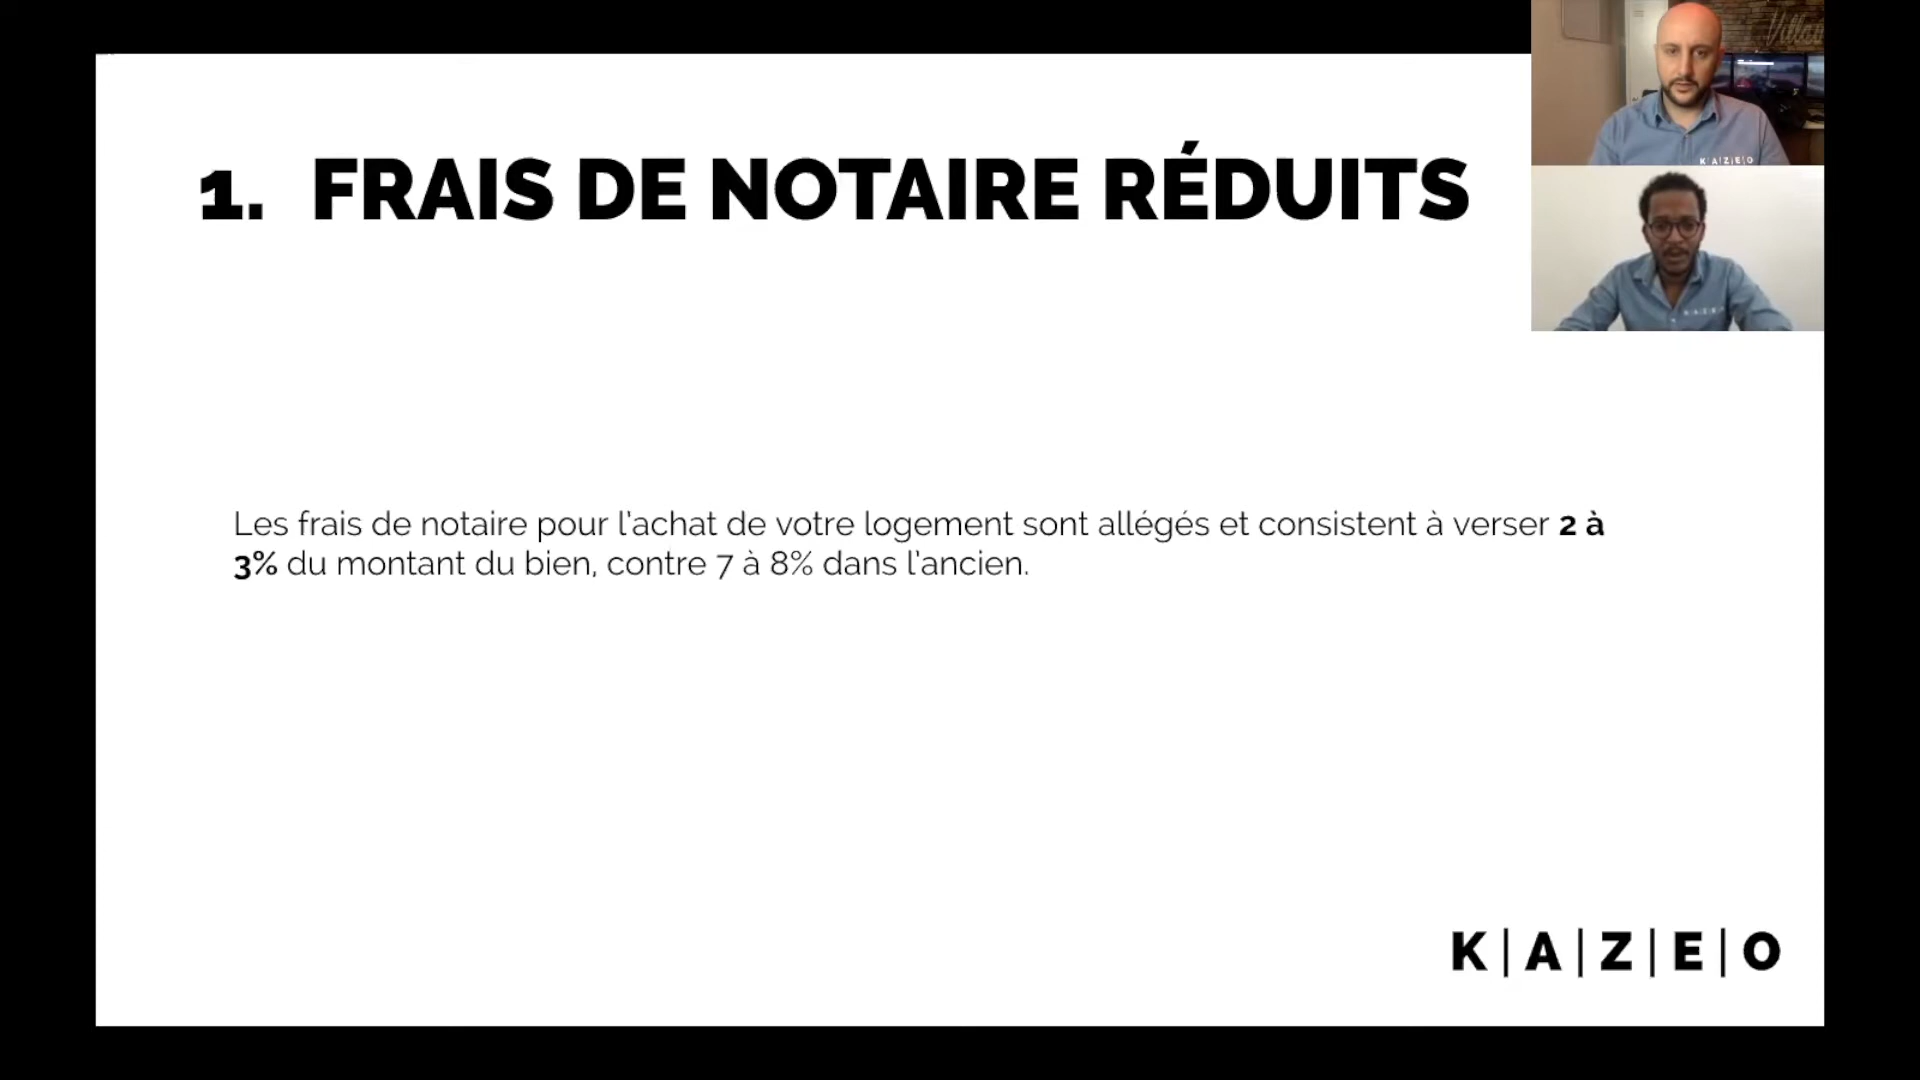 1. FRAIS DE NOTAIRE RÉDUITS
Les frais de notaire pour l'achat de votre logement sont allégés et consistent à verser 2 à
3% du montant du bien, contre 7 à 8% dans l'ancien.
K|A|Z|E|O
K|A|Z|E|O